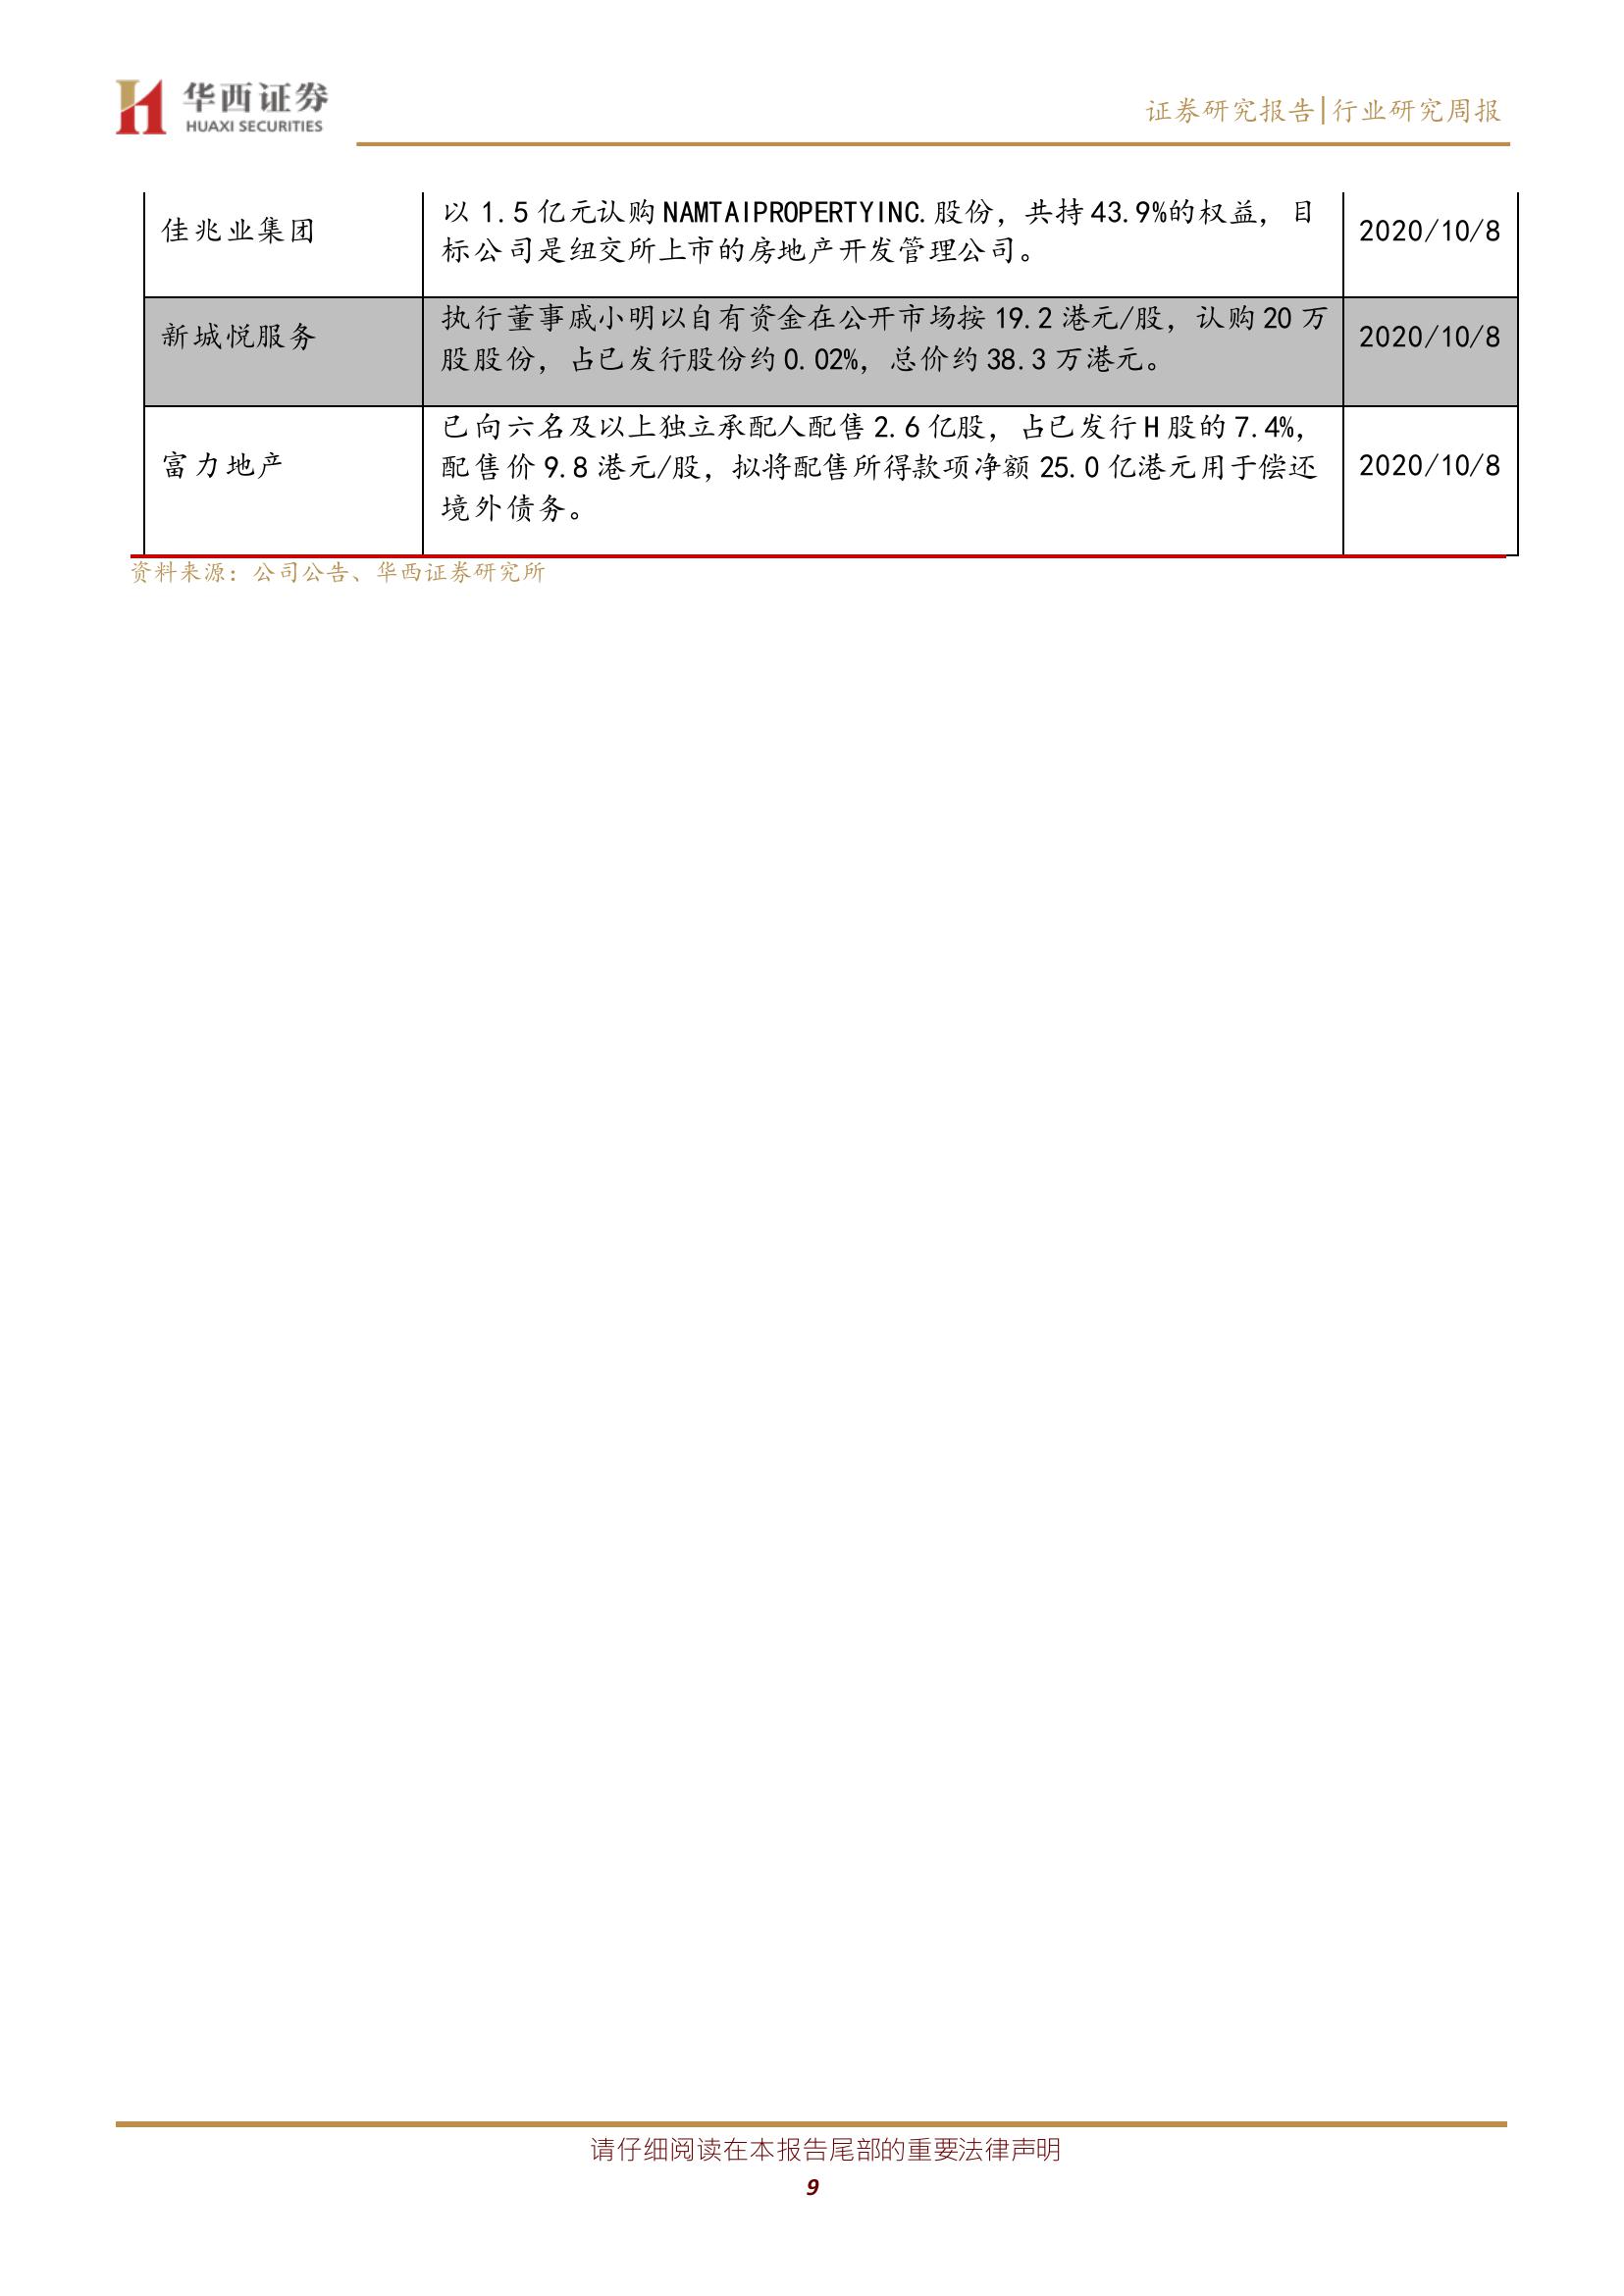 华西证券
HUAXI SECURITIES
证券研究报告|行业研究周报
佳兆业集团
以 1.5 亿元认购 NAMTAIPROPERTYINC.股份，共持 43.9%的权益，目
标公司是纽交所上市的房地产开发管理公司。
2020/10/8
新城悦服务
执行董事戚小明以自有资金在公开市场按 19.2 港元/股，认购 20 万
股股份，占已发行股份约 0.02%，总价约 38.3 万港元。
2020/10/8
富力地产
已向六名及以上独立承配人配售 2.6 亿股，占已发行 H 股的 7.4%，
配售价 9.8 港元/股，拟将配售所得款项净额 25.0 亿港元用于偿还
境外债务。
2020/10/8
资料来源：公司公告、华西证券研究所
请仔细阅读在本报告尾部的重要法律声明
9